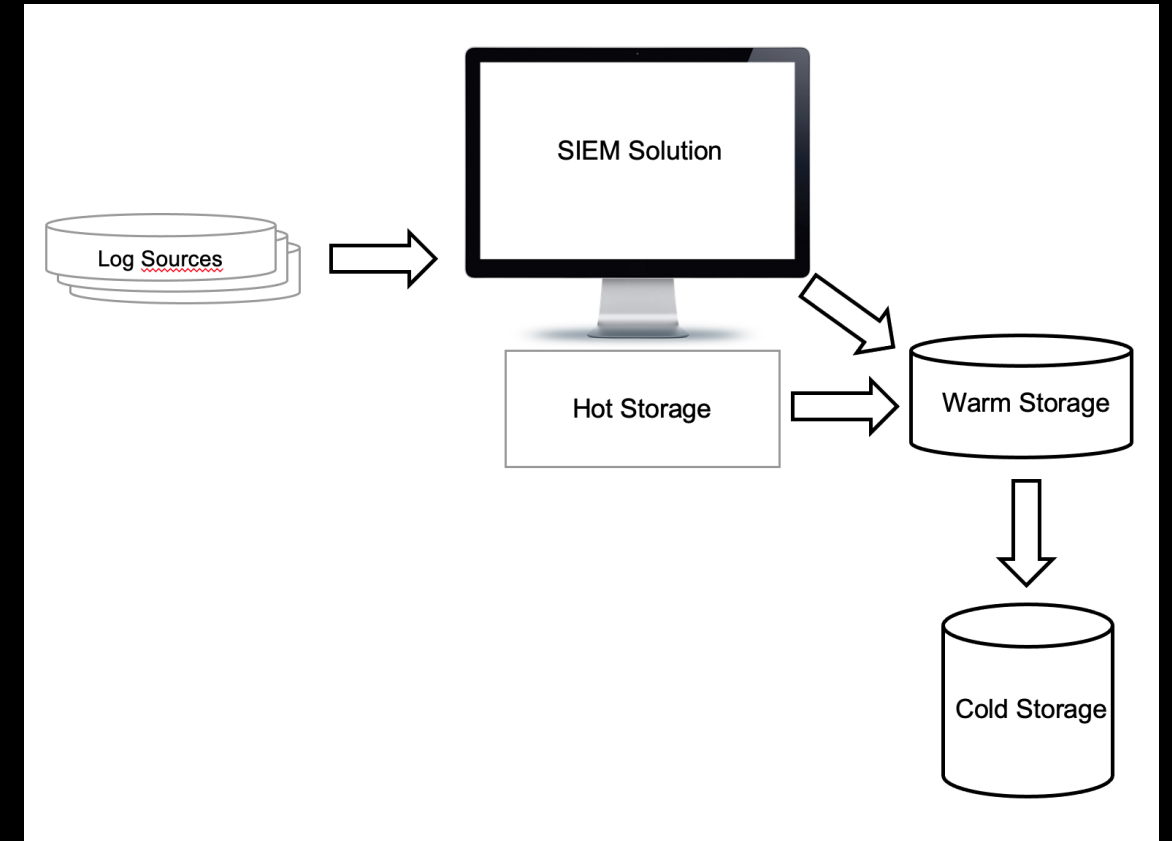 SIEM Solution
Log Sources
Hot Storage
Warm Storage
Cold Storage